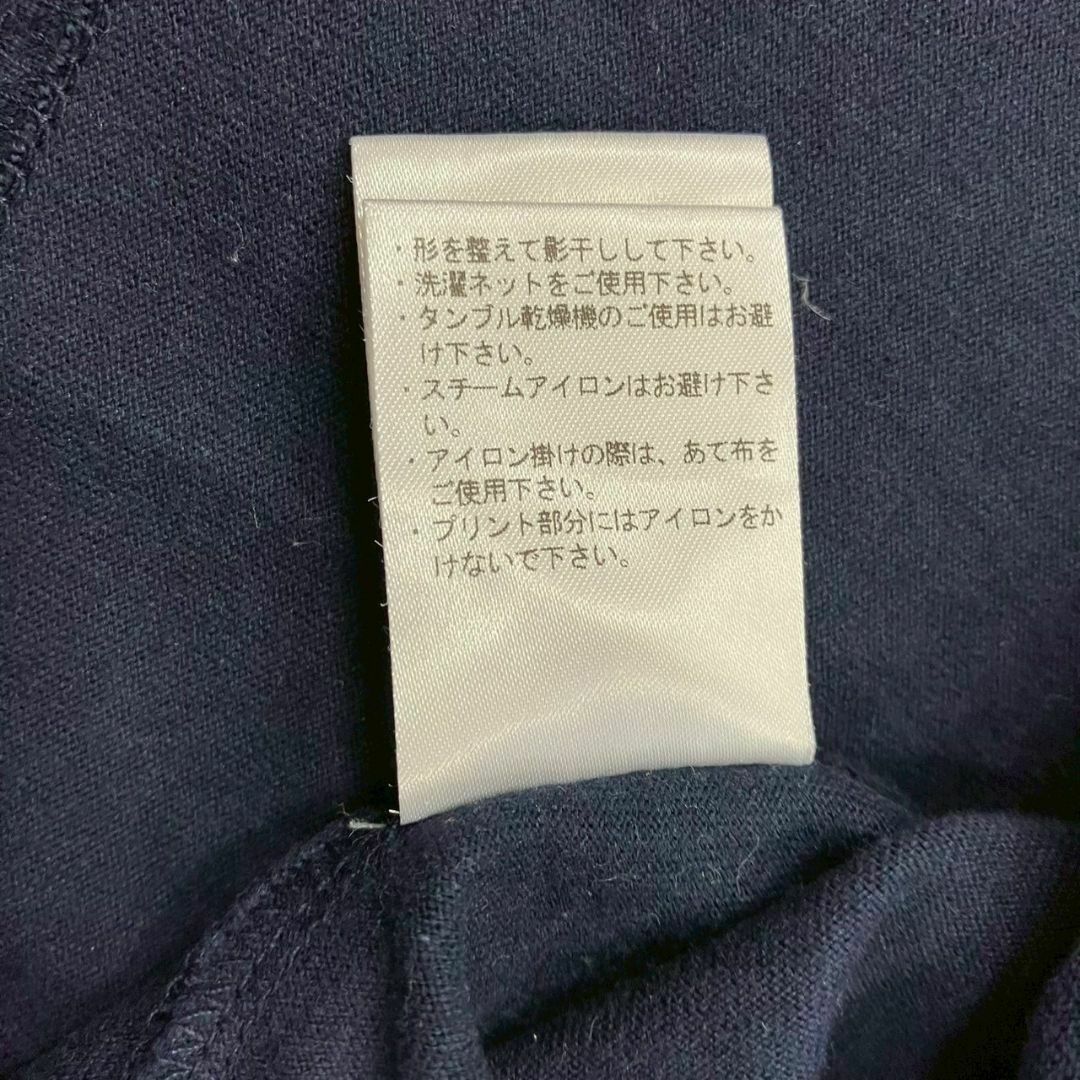 ・形を整えて影干しして下さい。
・洗濯ネットをご使用下さい。
・タンブル乾燥機のご使用はお避
け下さい。
・スチームアイロンはお避け下さ
い。
・アイロン掛けの際は、あて布を
ご使用下さい。
・プリント部分にはアイロンをか
けないで下さい。